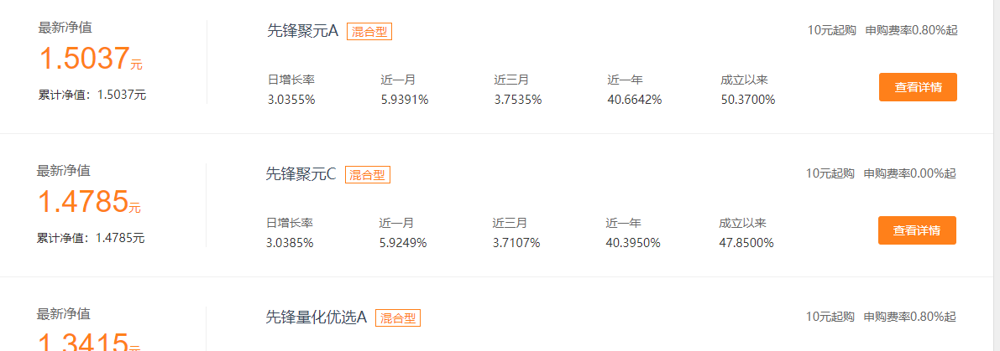 最新净值
1.5037元
累计净值：1.5037元
先锋聚元A 混合型
10元起购 申购费率0.80%起
日增长率 近一月 近三月 近一年 成立以来
3.0355% 5.9391% 3.7535% 40.6642% 50.3700%
查看详情
最新净值
1.4785元
累计净值：1.4785元
先锋聚元C 混合型
10元起购 申购费率0.00%起
日增长率 近一月 近三月 近一年 成立以来
3.0385% 5.9249% 3.7107% 40.3950% 47.8500%
查看详情
最新净值
1.3415元
先锋量化优选A 混合型
10元起购 申购费率0.80%起